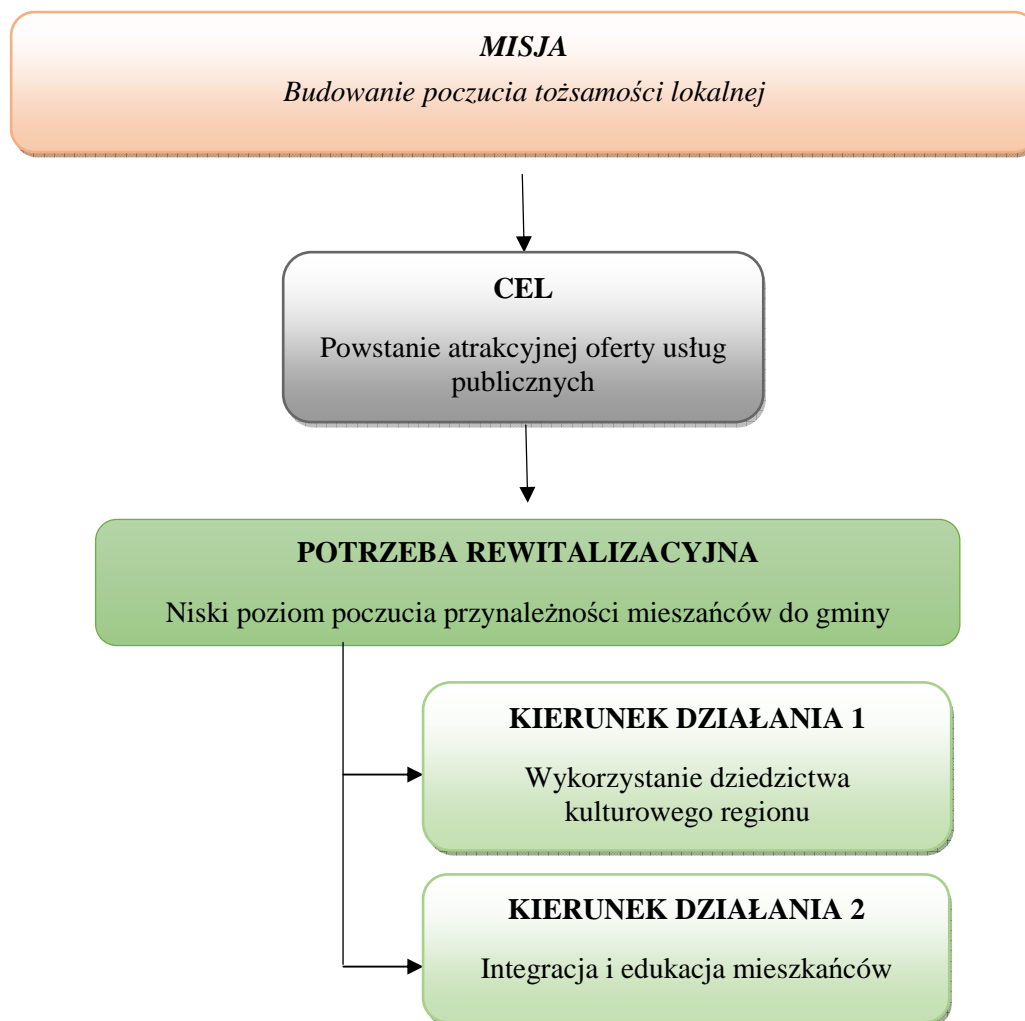 MISJA
Budowanie poczucia tożsamości lokalnej
CEL
Powstanie atrakcyjnej oferty usług
publicznych
POTRZEBA REWITALIZACYJNA
Niski poziom poczucia przynależności mieszańców do gminy
KIERUNEK DZIAŁANIA 1
Wykorzystanie dziedzictwa
kulturowego regionu
KIERUNEK DZIAŁANIA 2
Integracja i edukacja mieszkańców